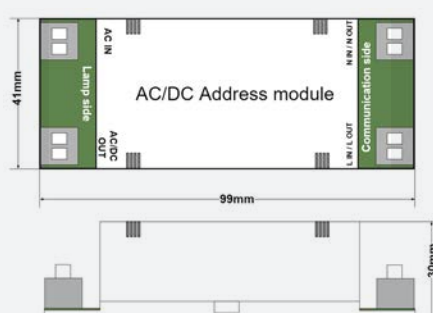 41mm
Lamp side
AC IN
AC/DC
OUT
AC/DC Address module
N IN / N OUT
L IN / L OUT
Communication side
99mm
30mm